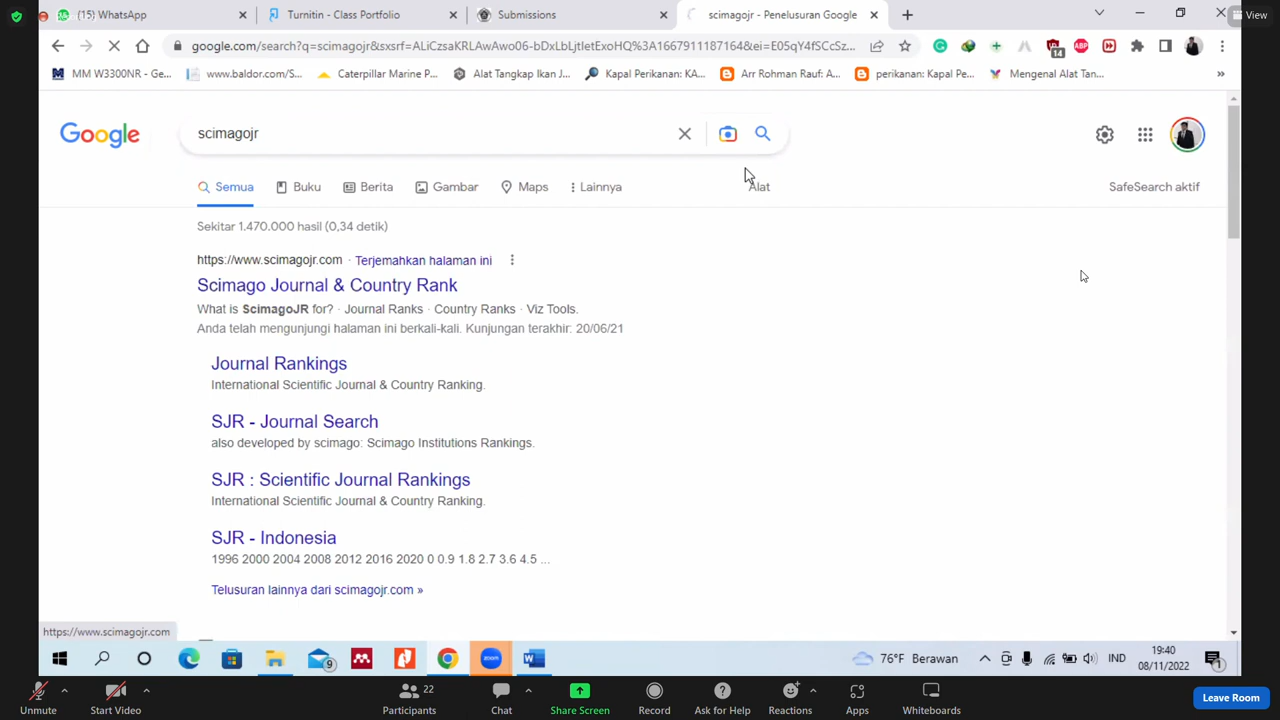 (15) WhatsApp
Turnitin - Class Portfolio
Submissions
scimagojr - Penelusuran Google
View
google.com/search?q=scimagojr&sxsrf=ALiCzsaKRLAwAwo06-bDxLbLjtIetExoHQ%3A1667911187164&ei=E05qY4fSCcSz...
14
MM W3300NR - Ge...
www.baldor.com/S...
Caterpillar Marine P...
Alat Tangkap Ikan J...
Kapal Perikanan: KA...
Arr Rohman Rauf: A...
perikanan: Kapal Pe...
Mengenal Alat Tan...
»
Google
scimagojr
Semua
Buku
Berita
Gambar
Maps
Lainnya
Alat
SafeSearch aktif
Sekitar 1.470.000 hasil (0,34 detik)
https://www.scimagojr.com · Terjemahkan halaman ini
Scimago Journal & Country Rank
What is ScimagoJR for? · Journal Ranks · Country Ranks · Viz Tools.
Anda telah mengunjungi halaman ini berkali-kali. Kunjungan terakhir: 20/06/21
Journal Rankings
International Scientific Journal & Country Ranking.
SJR - Journal Search
also developed by scimago: Scimago Institutions Rankings.
SJR : Scientific Journal Rankings
International Scientific Journal & Country Ranking.
SJR - Indonesia
1996 2000 2004 2008 2012 2016 2020 0 0.9 1.8 2.7 3.6 4.5 ...
Telusuran lainnya dari scimagojr.com »
https://www.scimagojr.com
9
zoom
76°F Berawan
IND
19:40
08/11/2022
1
Unmute
Start Video
22
Participants
Chat
Share Screen
Record
Ask for Help
Reactions
Apps
Whiteboards
Leave Room